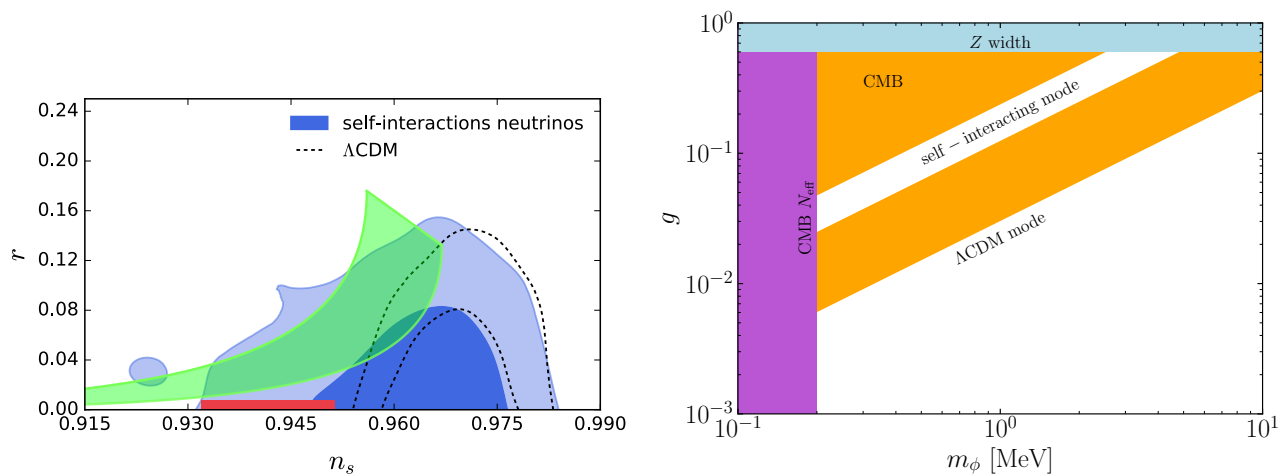 0.24
0.20
0.16
0.12
0.08
0.04
0.00
r
self-interactions neutrinos
ΛCDM
0.915 0.930 0.945 0.960 0.975 0.990
n_s
10^0
10^{-1}
10^{-2}
10^{-3}
g
Z width
CMB
self − interacting mode
CMB N_eff
ΛCDM mode
10^{-1} 10^0 10^1
m_ϕ [MeV]